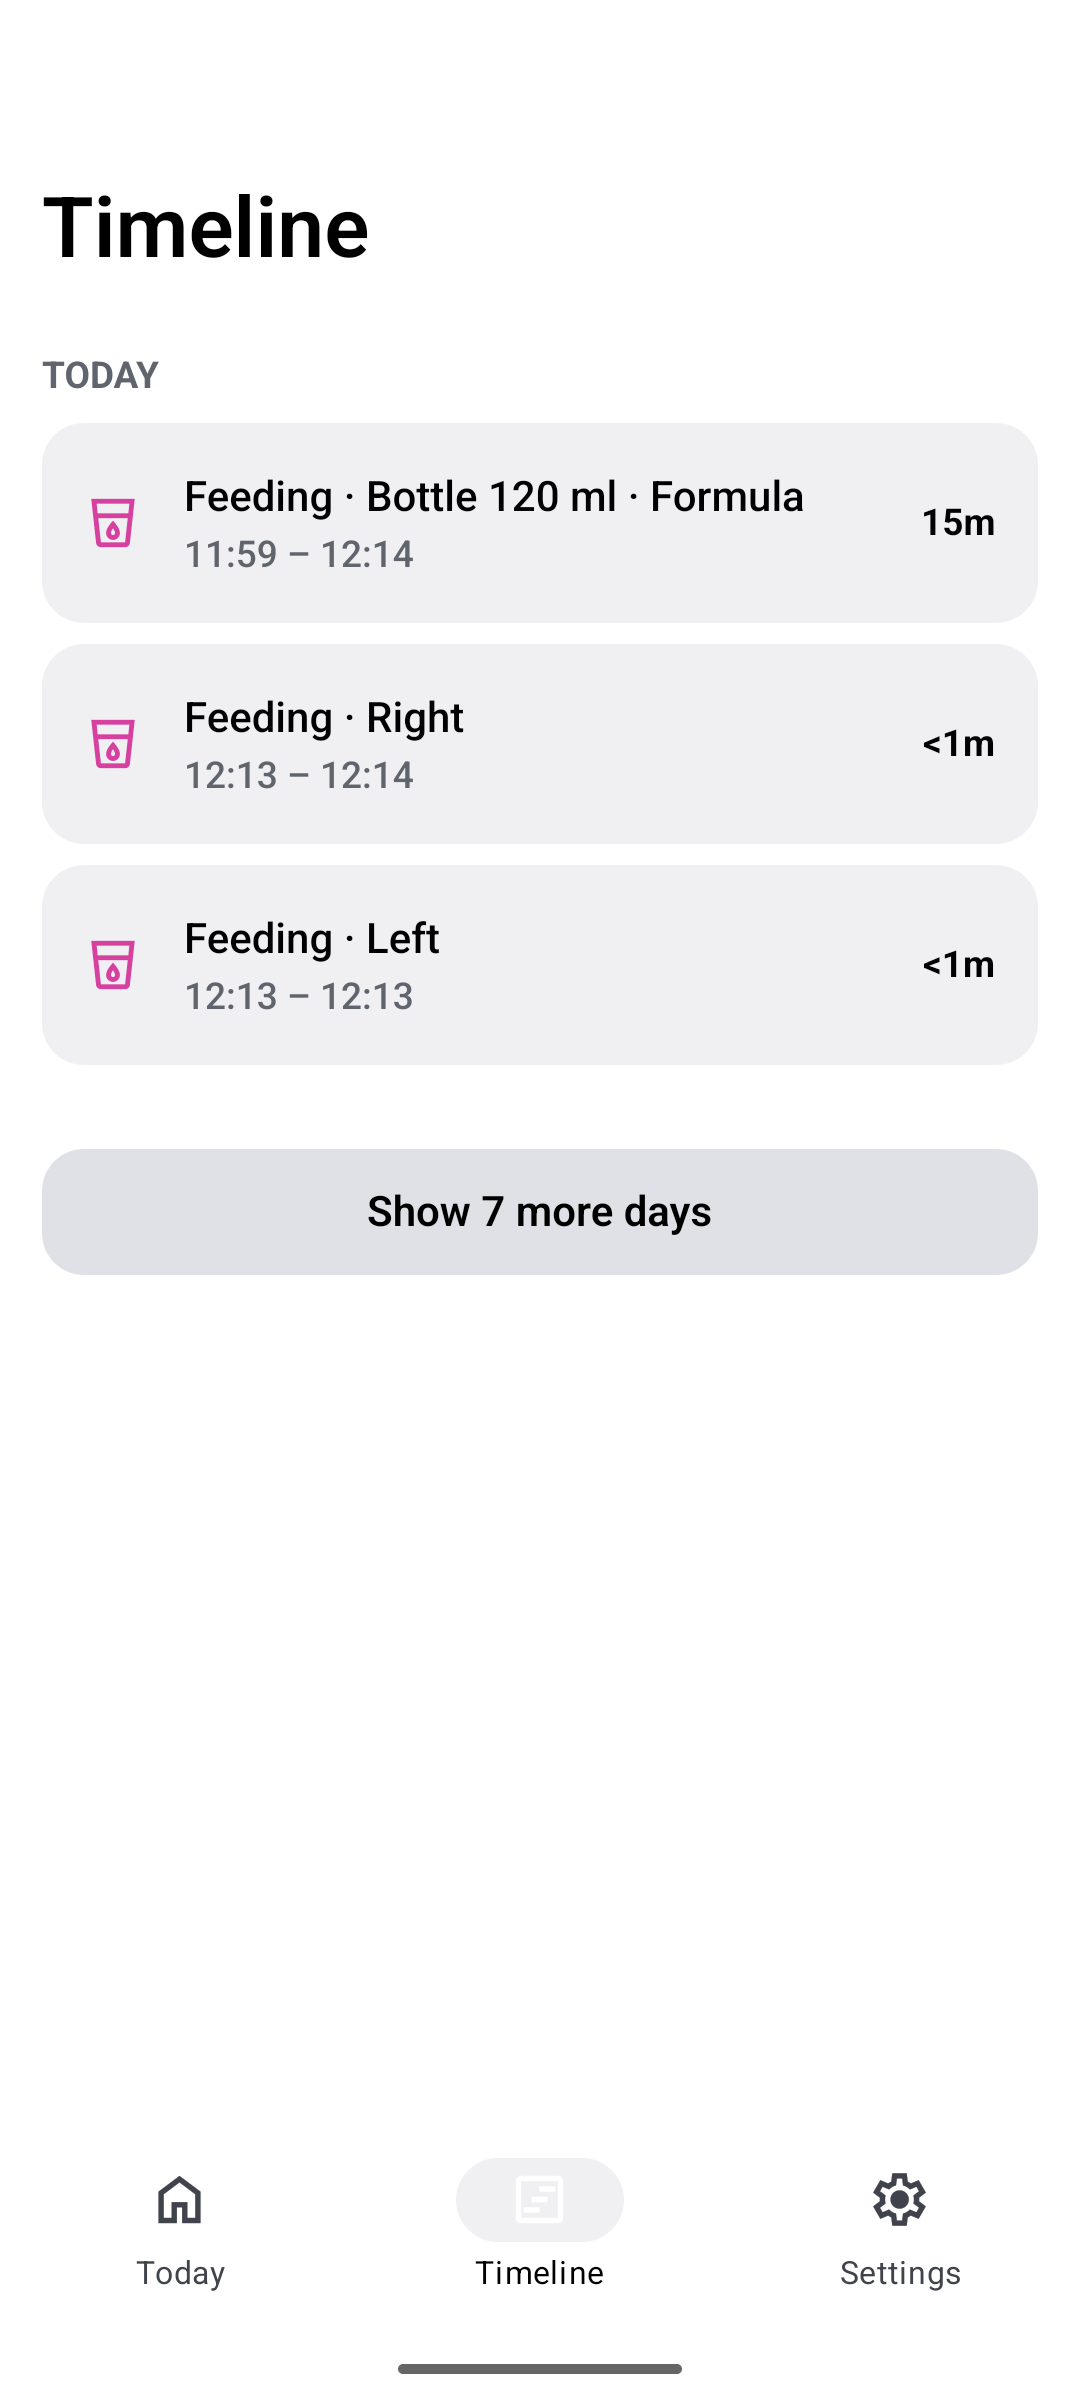 Timeline
TODAY
Feeding · Bottle 120 ml · Formula
11:59 – 12:14
15m
Feeding · Right
12:13 – 12:14
<1m
Feeding · Left
12:13 – 12:13
<1m
Show 7 more days
Today
Timeline
Settings